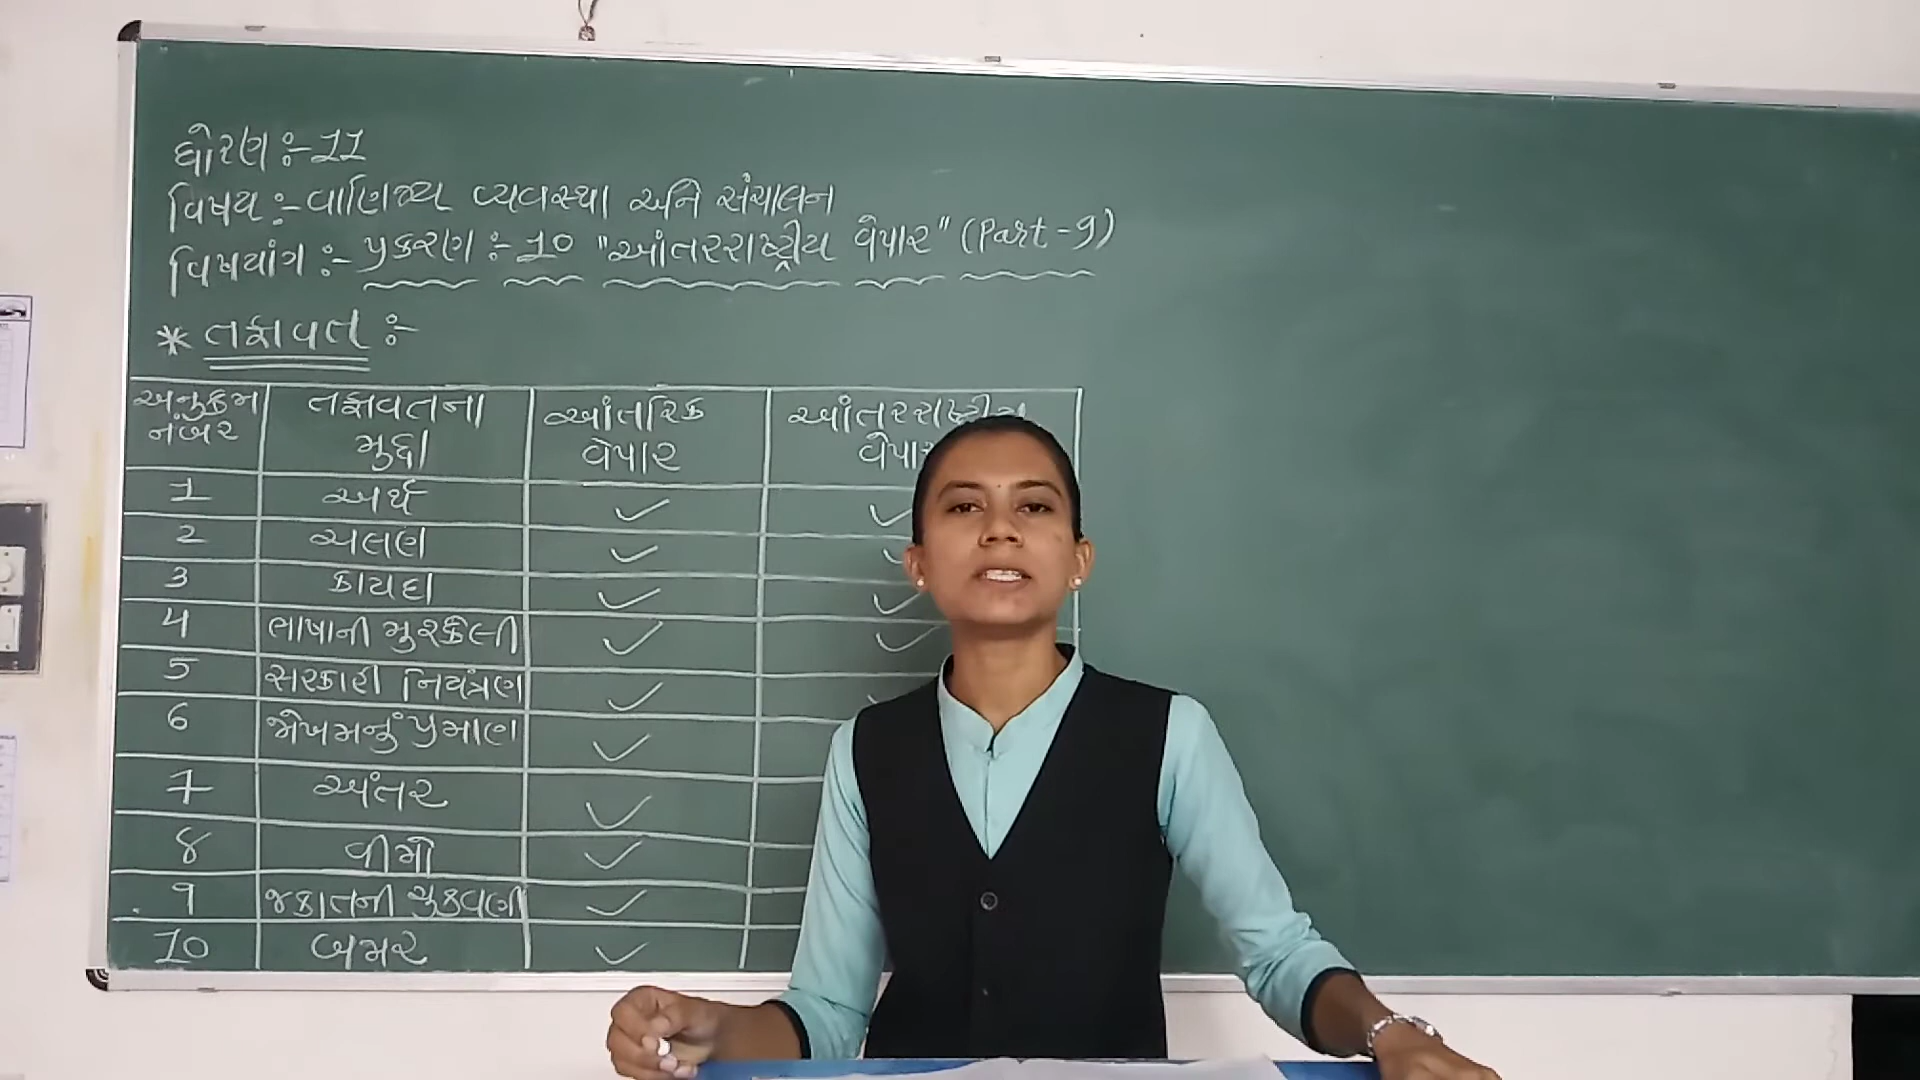 ધોરણ :- 11
વિષય :- વાણિજ્ય વ્યવસ્થા અને સંચાલન
વિષયાંગ :- પ્રકરણ :- 10 "આંતરરાષ્ટ્રીય વેપાર" (Part-9)
* તફાવત :-
અનુક્રમ નંબર તફાવતના મુદ્દા આંતરિક વેપાર આંતરરાષ્ટ્રીય વેપાર
1 અર્થ ✓ ✓
2 ચલણ ✓ ✓
3 કાયદા ✓ ✓
4 ભાષાની મુશ્કેલી ✓ ✓
5 સરકારી નિયંત્રણ ✓
6 જોખમનું પ્રમાણ ✓
7 અંતર ✓
8 વીમો ✓
9 જકાતની ચુકવણી ✓
10 બજાર ✓